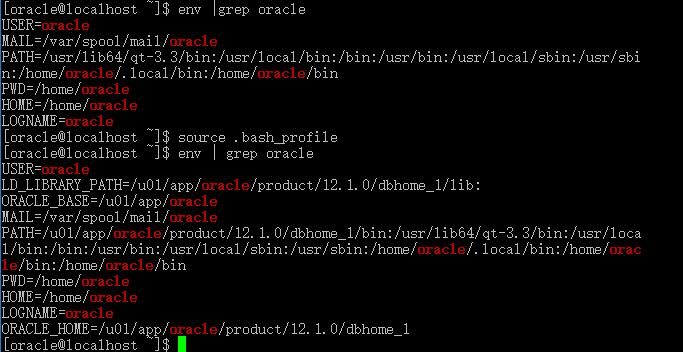 [oracle@localhost ~]$ env |grep oracle
USER=oracle
MAIL=/var/spool/mail/oracle
PATH=/usr/lib64/qt-3.3/bin:/usr/local/bin:/bin:/usr/bin:/usr/local/sbin:/usr/sbi
n:/home/oracle/.local/bin:/home/oracle/bin
PWD=/home/oracle
HOME=/home/oracle
LOGNAME=oracle
[oracle@localhost ~]$ source .bash_profile
[oracle@localhost ~]$ env | grep oracle
USER=oracle
LD_LIBRARY_PATH=/u01/app/oracle/product/12.1.0/dbhome_1/lib:
ORACLE_BASE=/u01/app/oracle
MAIL=/var/spool/mail/oracle
PATH=/u01/app/oracle/product/12.1.0/dbhome_1/bin:/usr/lib64/qt-3.3/bin:/usr/loca
l/bin:/bin:/usr/bin:/usr/local/sbin:/usr/sbin:/home/oracle/.local/bin:/home/orac
le/bin:/home/oracle/bin
PWD=/home/oracle
HOME=/home/oracle
LOGNAME=oracle
ORACLE_HOME=/u01/app/oracle/product/12.1.0/dbhome_1
[oracle@localhost ~]$